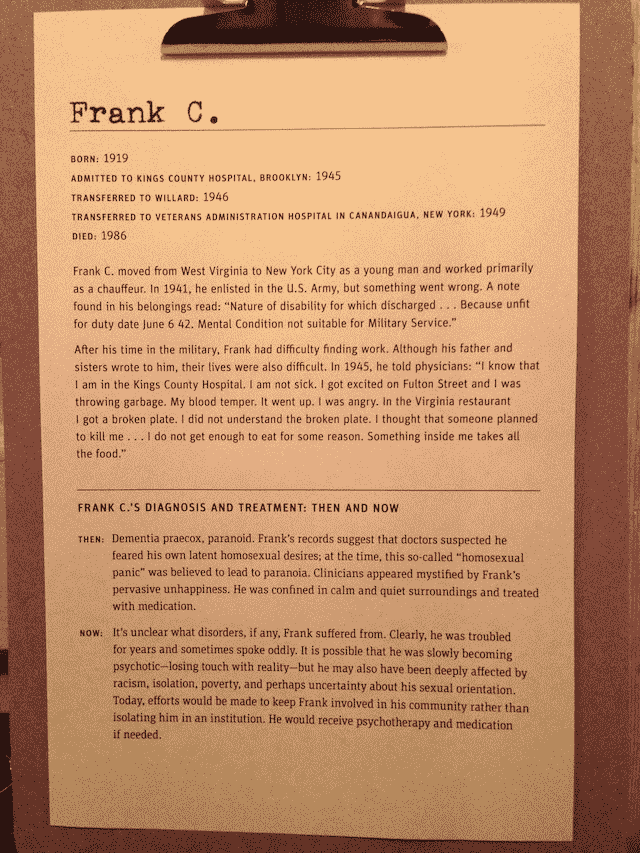 Frank C.
BORN: 1919
ADMITTED TO KINGS COUNTY HOSPITAL, BROOKLYN: 1945
TRANSFERRED TO WILLARD: 1946
TRANSFERRED TO VETERANS ADMINISTRATION HOSPITAL IN CANANDAIGUA, NEW YORK: 1949
DIED: 1986
Frank C. moved from West Virginia to New York City as a young man and worked primarily
as a chauffeur. In 1941, he enlisted in the U.S. Army, but something went wrong. A note
found in his belongings read: “Nature of disability for which discharged . . . Because unfit
for duty date June 6 42. Mental Condition not suitable for Military Service.”
After his time in the military, Frank had difficulty finding work. Although his father and
sisters wrote to him, their lives were also difficult. In 1945, he told physicians: “I know that
I am in the Kings County Hospital. I am not sick. I got excited on Fulton Street and I was
throwing garbage. My blood temper. It went up. I was angry. In the Virginia restaurant
I got a broken plate. I did not understand the broken plate. I thought that someone planned
to kill me . . . I do not get enough to eat for some reason. Something inside me takes all
the food.”
FRANK C.'S DIAGNOSIS AND TREATMENT: THEN AND NOW
THEN: Dementia praecox, paranoid. Frank's records suggest that doctors suspected he
feared his own latent homosexual desires; at the time, this so-called “homosexual
panic” was believed to lead to paranoia. Clinicians appeared mystified by Frank's
pervasive unhappiness. He was confined in calm and quiet surroundings and treated
with medication.
NOW: It's unclear what disorders, if any, Frank suffered from. Clearly, he was troubled
for years and sometimes spoke oddly. It is possible that he was slowly becoming
psychotic—losing touch with reality—but he may also have been deeply affected by
racism, isolation, poverty, and perhaps uncertainty about his sexual orientation.
Today, efforts would be made to keep Frank involved in his community rather than
isolating him in an institution. He would receive psychotherapy and medication
if needed.